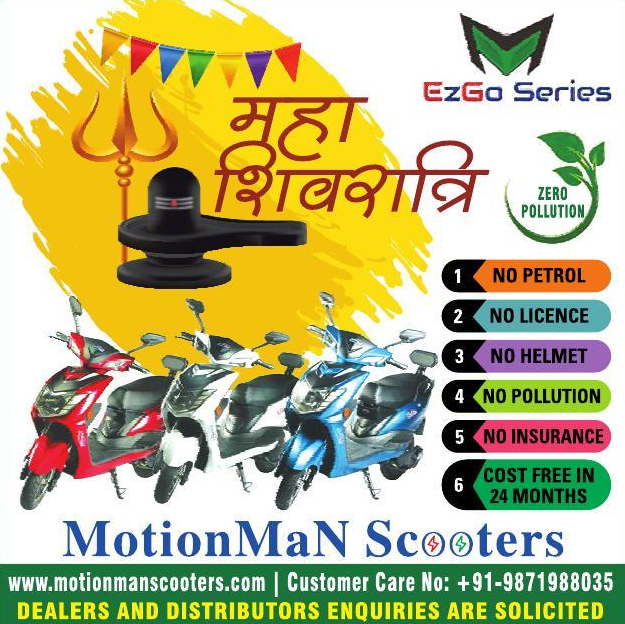 EzGo Series
महा
शिवरात्रि
ZERO
POLLUTION
1 NO PETROL
2 NO LICENCE
3 NO HELMET
4 NO POLLUTION
5 NO INSURANCE
6 COST FREE IN
24 MONTHS
MotionMaN Scooters
www.motionmanscooters.com | Customer Care No: +91-9871988035
DEALERS AND DISTRIBUTORS ENQUIRIES ARE SOLICITED